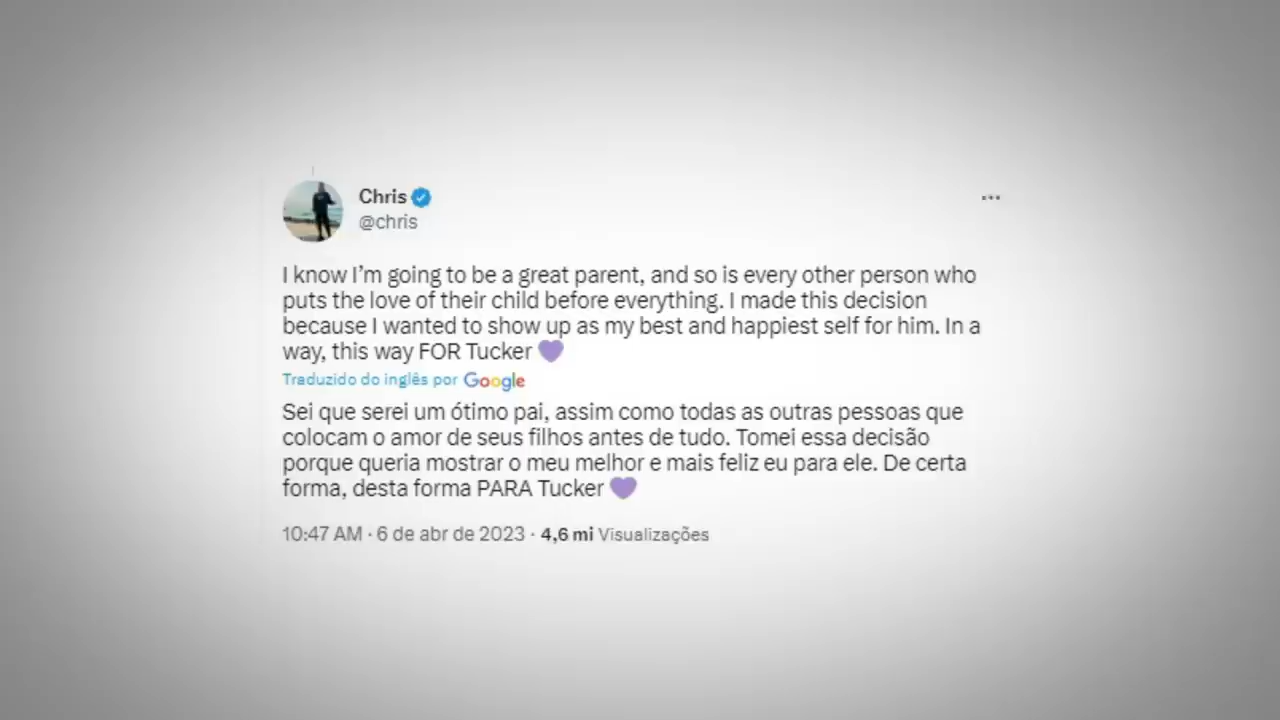 Chris
@chris
I know I'm going to be a great parent, and so is every other person who
puts the love of their child before everything. I made this decision
because I wanted to show up as my best and happiest self for him. In a
way, this way FOR Tucker 💜
Traduzido do inglês por Google
Sei que serei um ótimo pai, assim como todas as outras pessoas que
colocam o amor de seus filhos antes de tudo. Tomei essa decisão
porque queria mostrar o meu melhor e mais feliz eu para ele. De certa
forma, desta forma PARA Tucker 💜
10:47 AM · 6 de abr de 2023 · 4,6 mi Visualizações